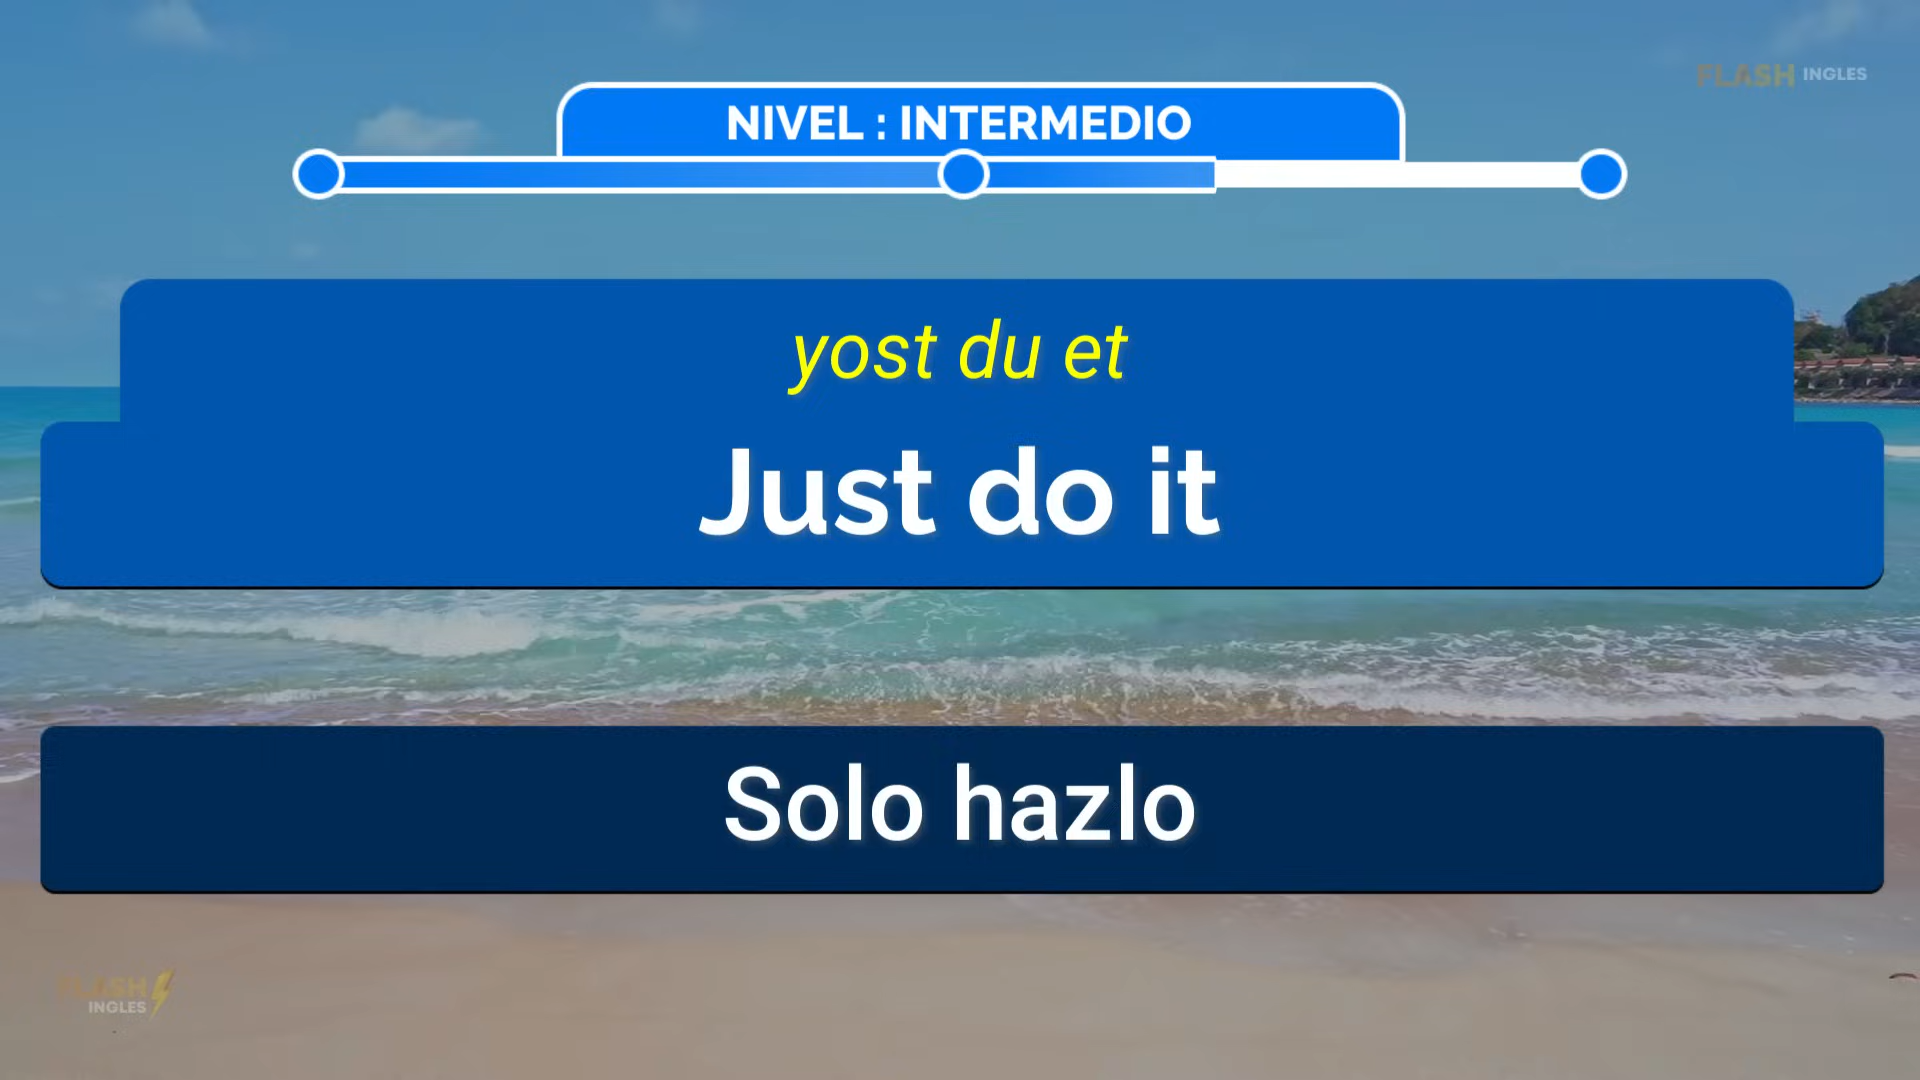 FLASH INGLES
NIVEL : INTERMEDIO
yost du et
Just do it
Solo hazlo
FLASH
INGLES